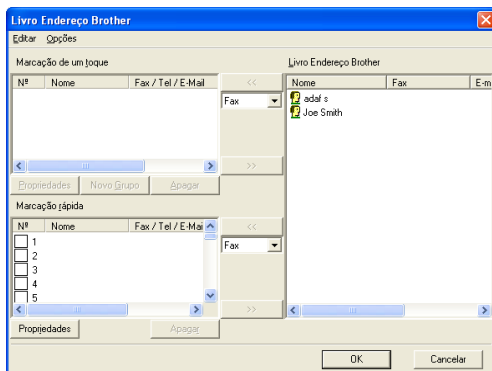 Livro Endereço Brother
Editar Opções
Marcação de um toque
Nº Nome Fax / Tel / E-Mail
<<
Fax
>>
Propriedades Novo Grupo Apagar
Marcação rápida
Nº Nome Fax / Tel / E-Mai
1
2
3
4
5
<<
Fax
>>
Propriedades Apagar
Livro Endereço Brother
Nome Fax E-m
adaf s
Joe Smith
OK Cancelar